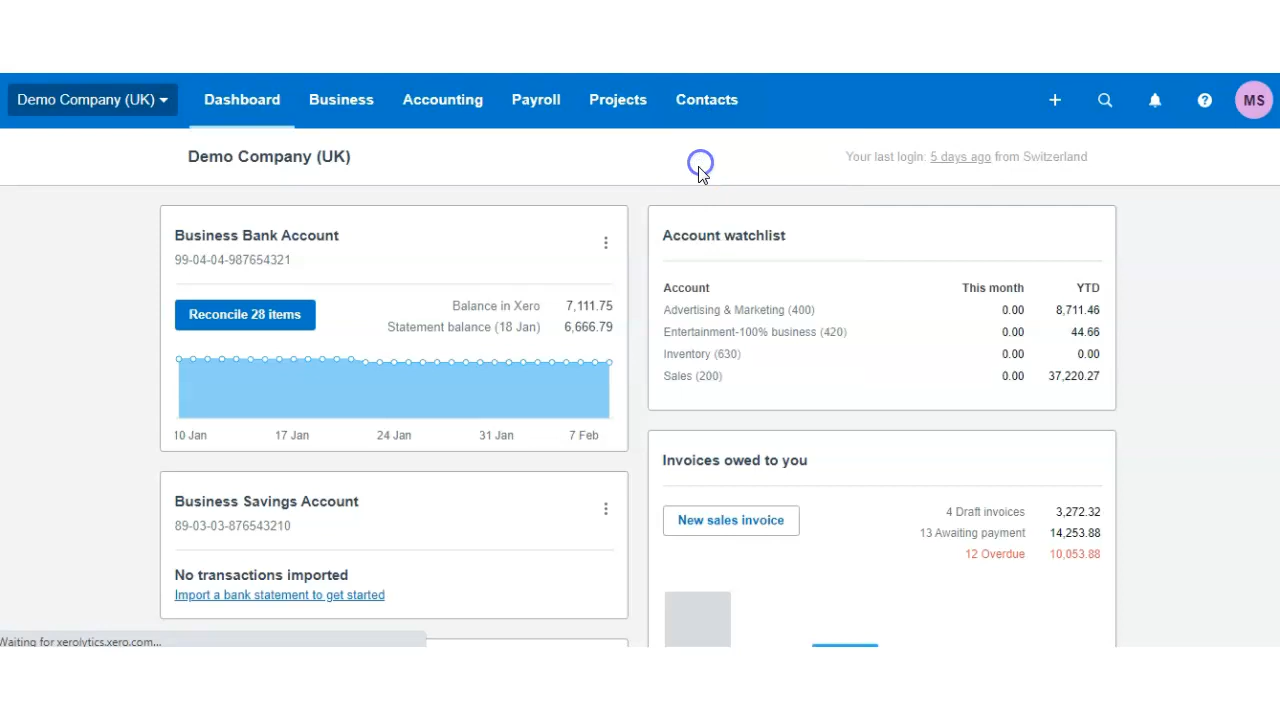 Demo Company (UK) Dashboard Business Accounting Payroll Projects Contacts MS
Demo Company (UK)
Your last login: 5 days ago from Switzerland
Business Bank Account
99-04-04-987654321
Reconcile 28 items
Balance in Xero 7,111.75
Statement balance (18 Jan) 6,666.79
10 Jan 17 Jan 24 Jan 31 Jan 7 Feb
Business Savings Account
89-03-03-876543210
No transactions imported
Import a bank statement to get started
Account watchlist
Account This month YTD
Advertising & Marketing (400) 0.00 8,711.46
Entertainment-100% business (420) 0.00 44.66
Inventory (630) 0.00 0.00
Sales (200) 0.00 37,220.27
Invoices owed to you
New sales invoice
4 Draft invoices 3,272.32
13 Awaiting payment 14,253.88
12 Overdue 10,053.88
Waiting for xerolytics.xero.com...